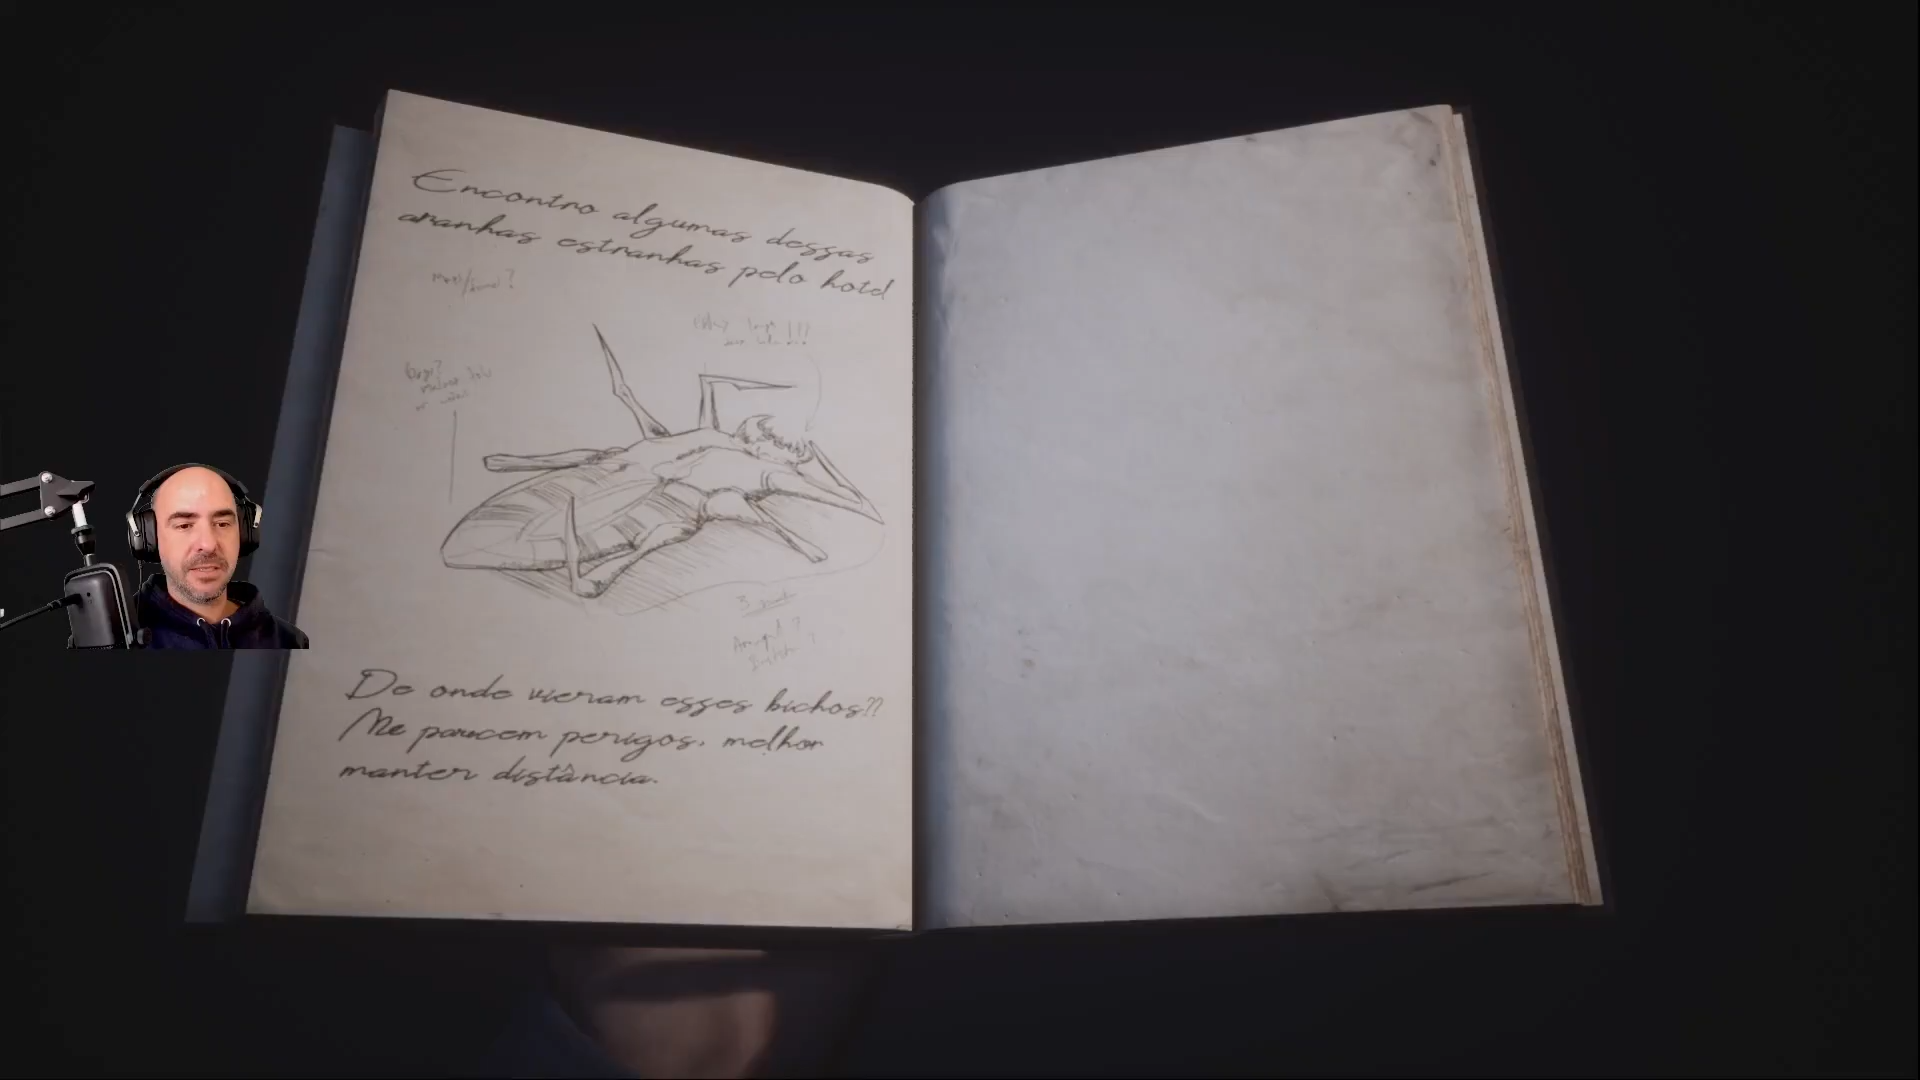 Encontro algumas dessas
aranhas estranhas pelo hotel
De onde vieram esses bichos??
Me parecem perigos, melhor
manter distância.